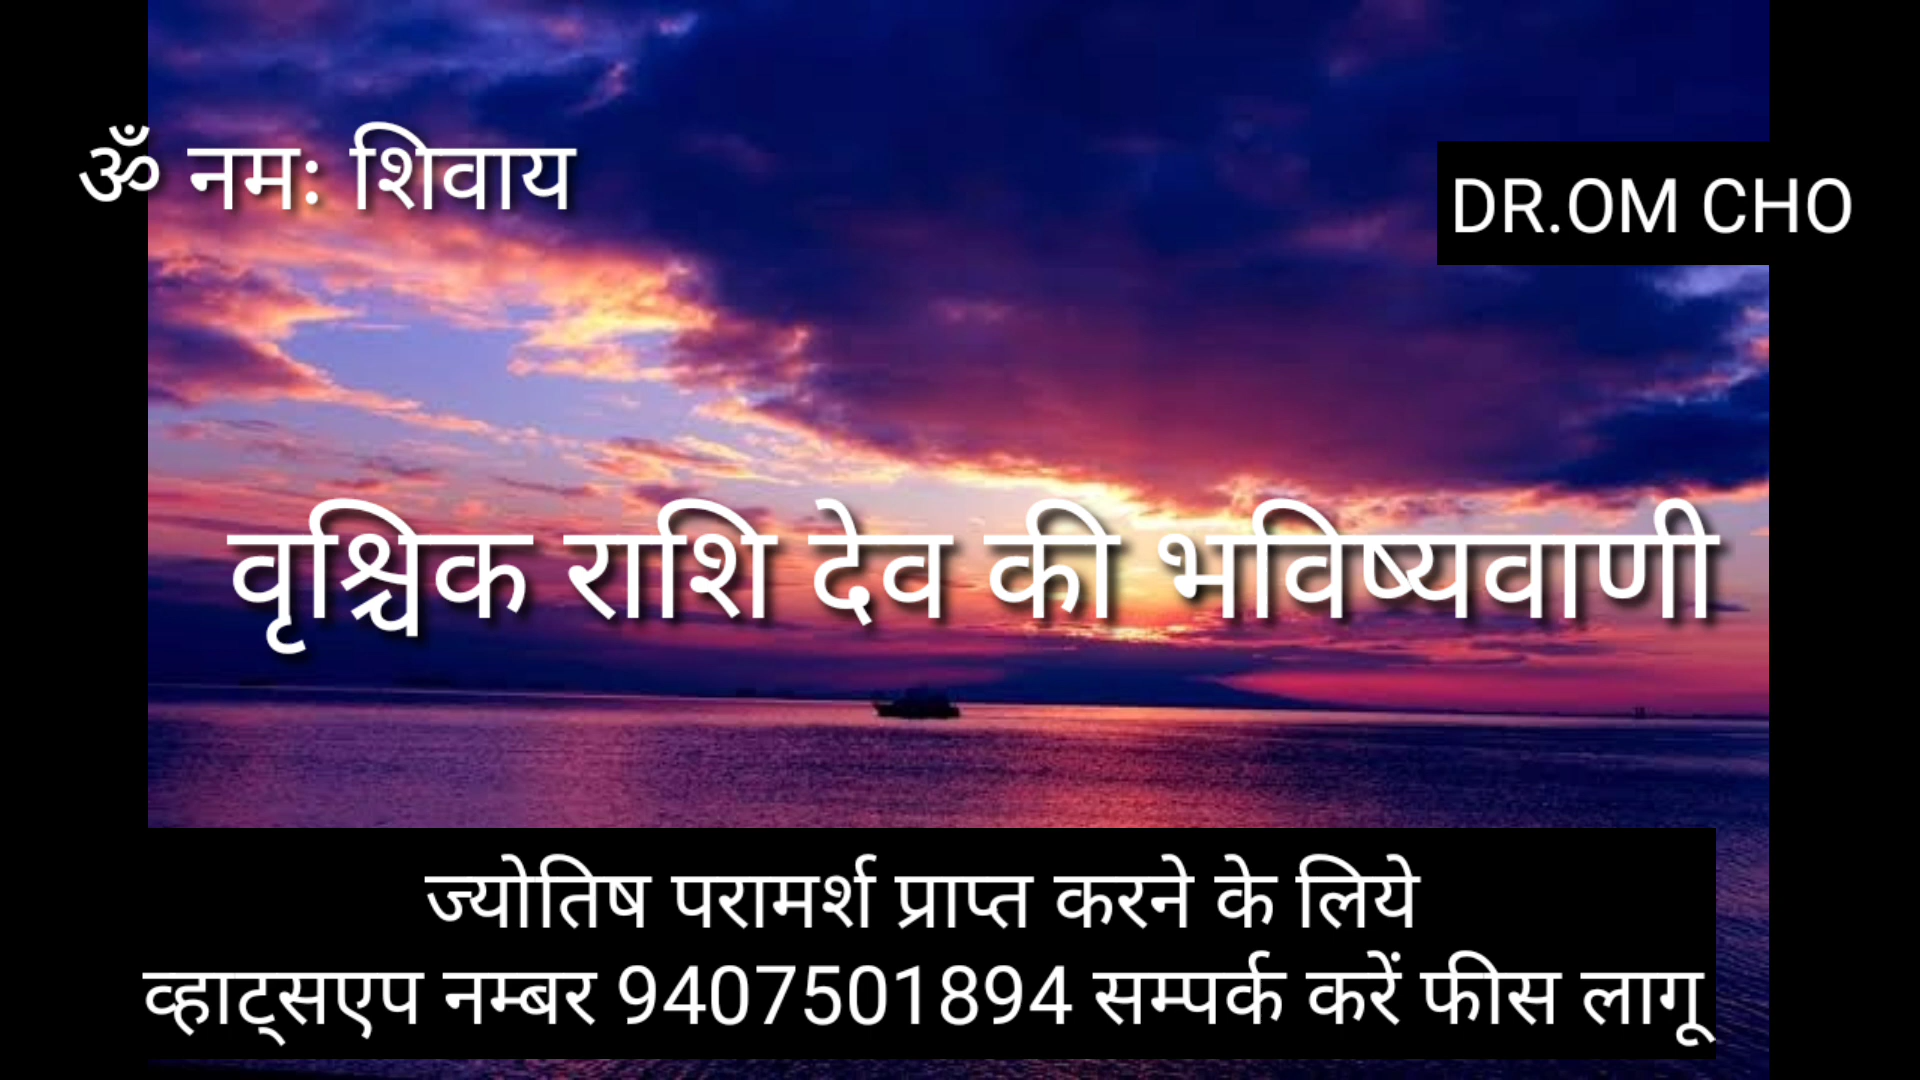 ॐ नमः शिवाय
DR.OM CHO
वृश्चिक राशि देव की भविष्यवाणी
ज्योतिष परामर्श प्राप्त करने के लिये
व्हाट्सएप नम्बर 9407501894 सम्पर्क करें फीस लागू